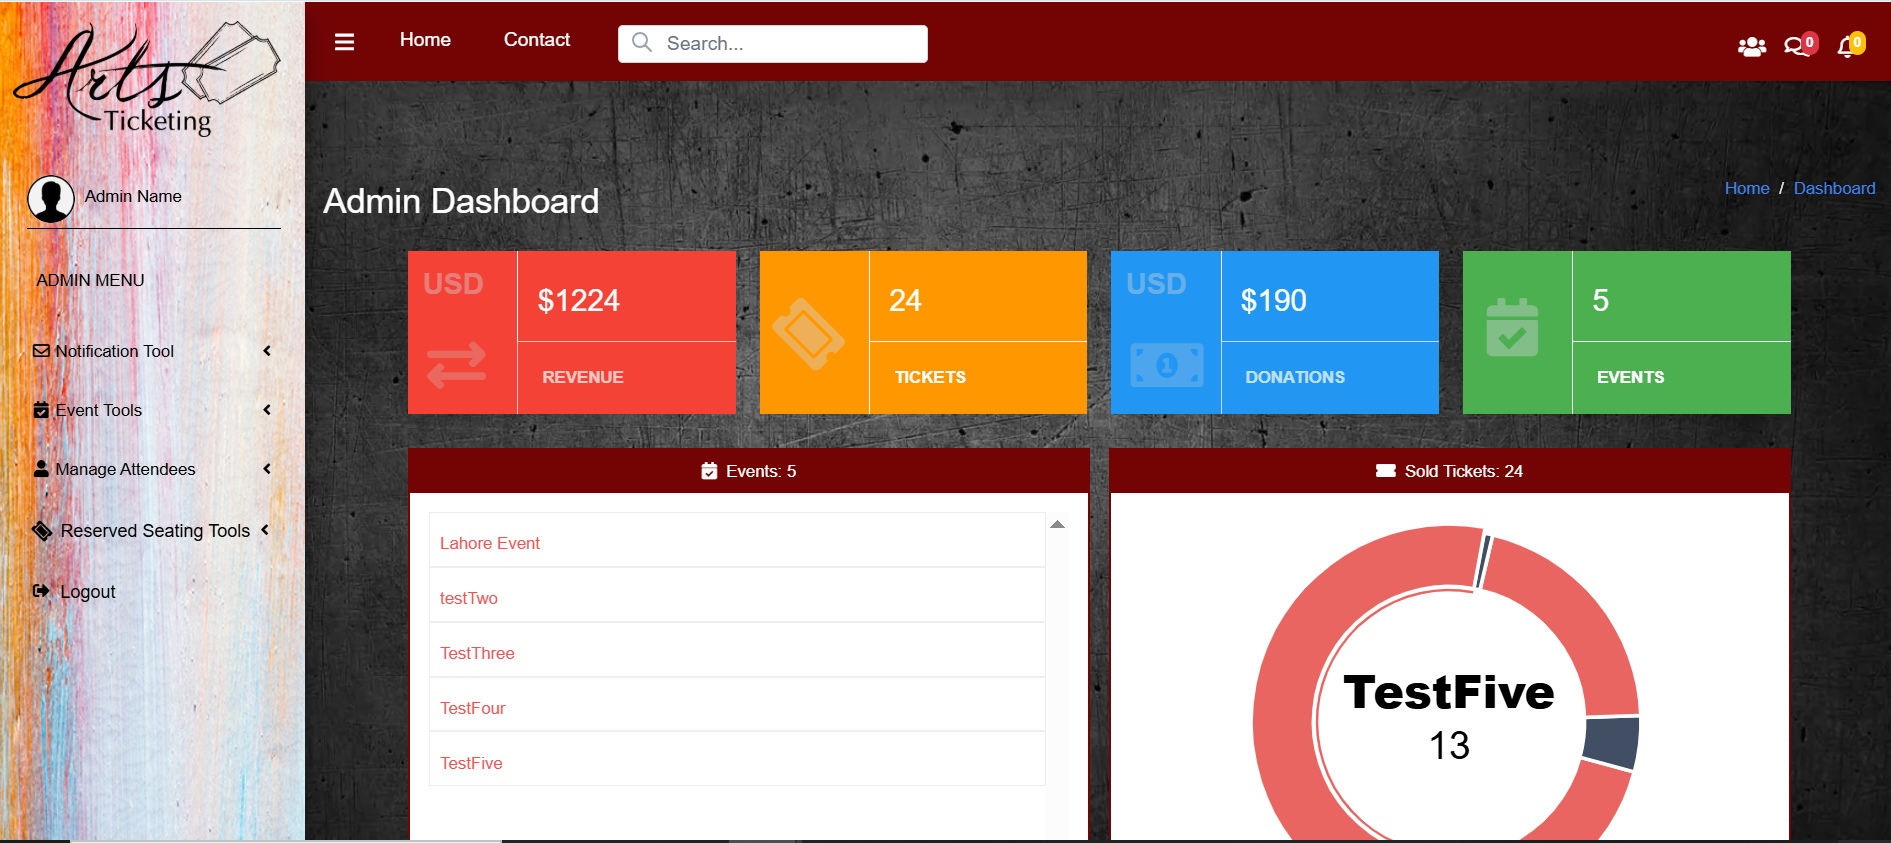 Arts
Ticketing
Home
Contact
Search...
0
0
Admin Name
ADMIN MENU
Notification Tool
Event Tools
Manage Attendees
Reserved Seating Tools
Logout
Admin Dashboard
Home / Dashboard
USD
$1224
REVENUE
24
TICKETS
USD
$190
1
DONATIONS
5
EVENTS
Events: 5
Lahore Event
testTwo
TestThree
TestFour
TestFive
Sold Tickets: 24
TestFive
13